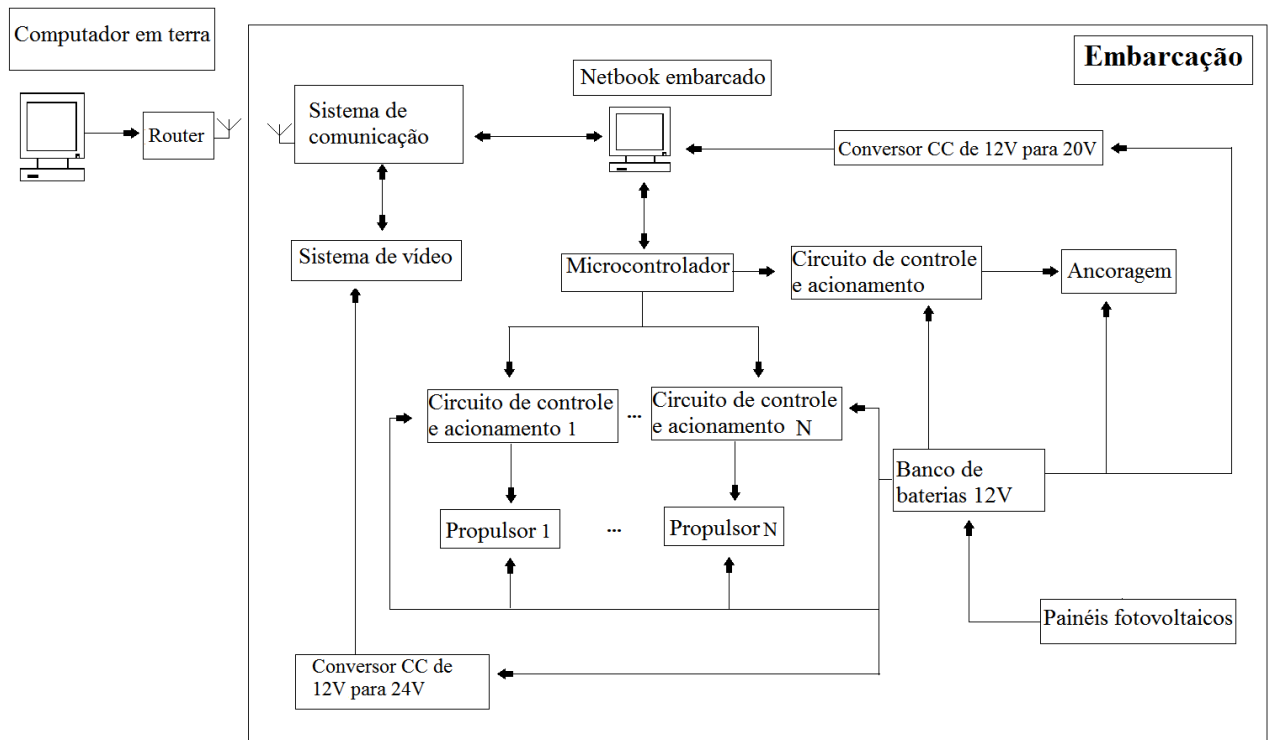 Computador em terra
Embarcação
Netbook embarcado
Sistema de
comunicação
Router
Conversor CC de 12V para 20V
Sistema de vídeo
Microcontrolador
Circuito de controle
e acionamento
Ancoragem
Circuito de controle
e acionamento 1
...
Circuito de controle
e acionamento N
Banco de
baterias 12V
Propulsor 1
...
Propulsor N
Painéis fotovoltaicos
Conversor CC de
12V para 24V